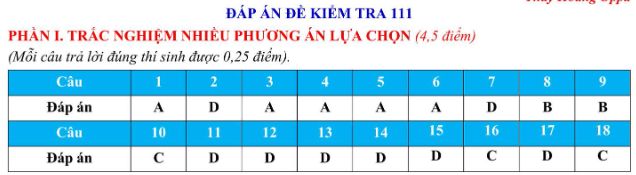 ĐÁP ÁN ĐỀ KIỂM TRA 111
PHẦN I. TRẮC NGHIỆM NHIỀU PHƯƠNG ÁN LỰA CHỌN (4,5 điểm)
(Mỗi câu trả lời đúng thí sinh được 0,25 điểm).
Câu 1 2 3 4 5 6 7 8 9
Đáp án A D A A A A D B B
Câu 10 11 12 13 14 15 16 17 18
Đáp án C D D D D D C D C